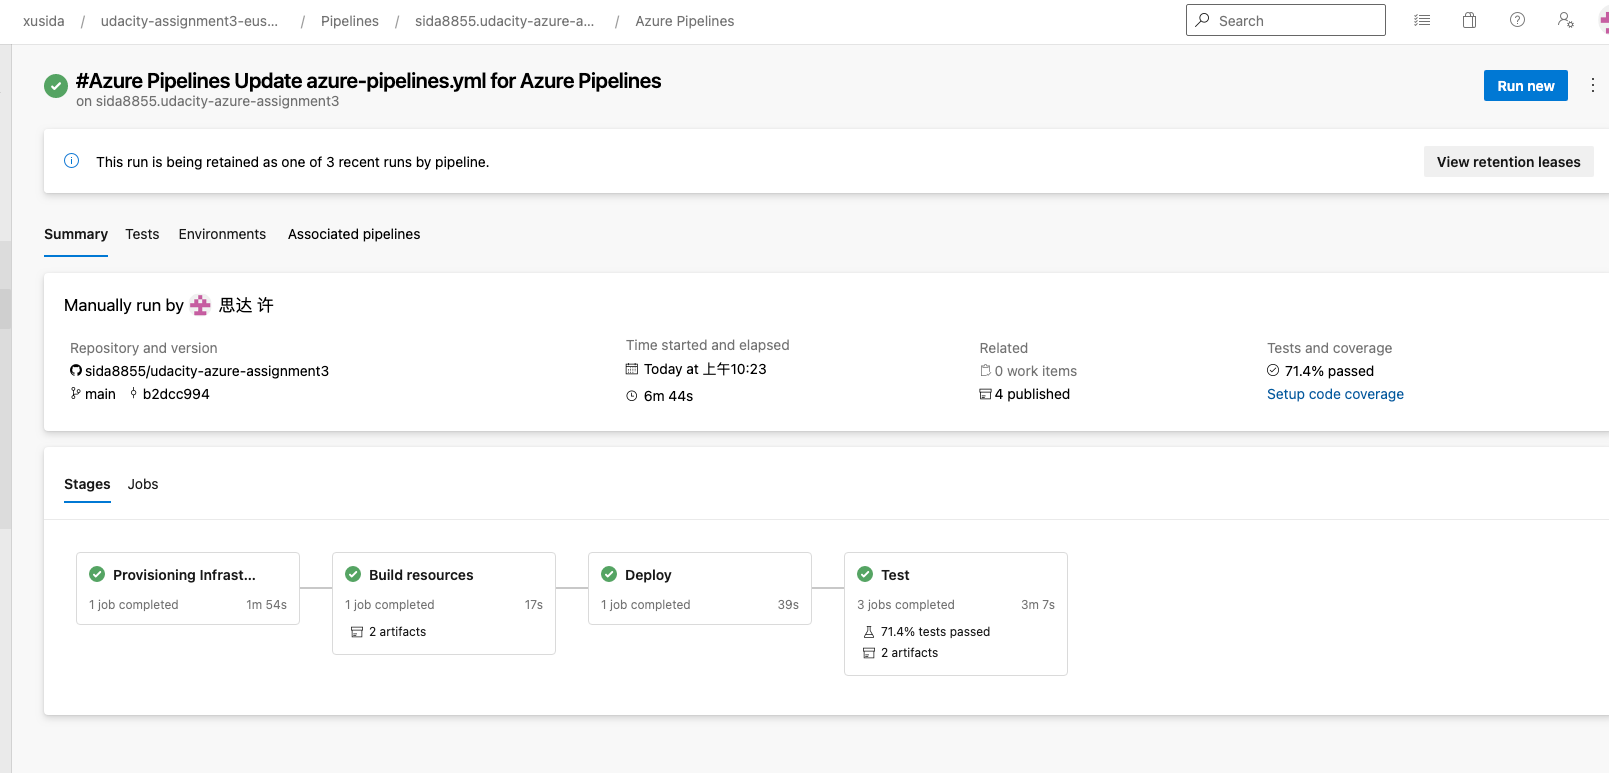 xusida / udacity-assignment3-eus... / Pipelines / sida8855.udacity-azure-a... / Azure Pipelines
Search
#Azure Pipelines Update azure-pipelines.yml for Azure Pipelines
on sida8855.udacity-azure-assignment3
Run new
This run is being retained as one of 3 recent runs by pipeline.
View retention leases
Summary Tests Environments Associated pipelines
Manually run by 思达 许
Repository and version
sida8855/udacity-azure-assignment3
main b2dcc994
Time started and elapsed
Today at 上午10:23
6m 44s
Related
0 work items
4 published
Tests and coverage
71.4% passed
Setup code coverage
Stages Jobs
Provisioning Infrast...
1 job completed 1m 54s
Build resources
1 job completed 17s
2 artifacts
Deploy
1 job completed 39s
Test
3 jobs completed 3m 7s
71.4% tests passed
2 artifacts